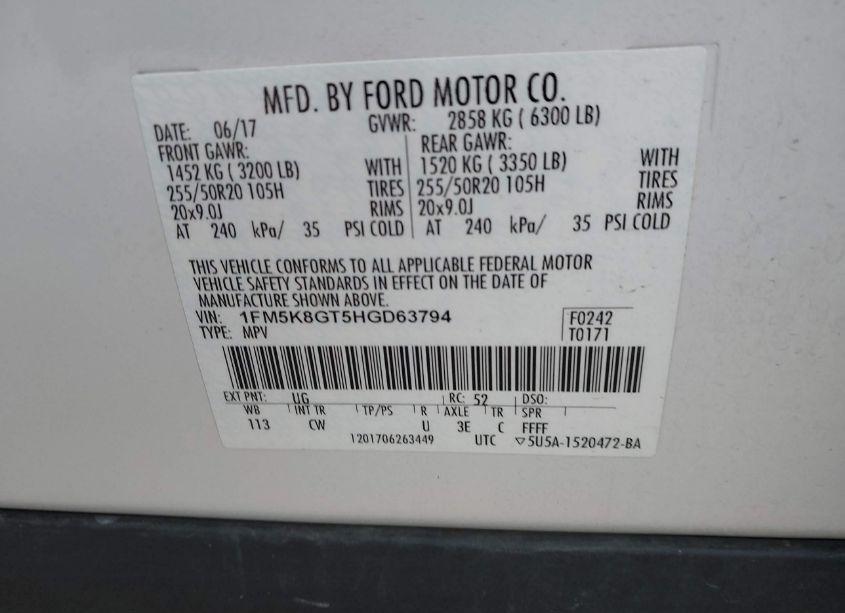 MFD. BY FORD MOTOR CO.
DATE: 06/17 GVWR: 2858 KG ( 6300 LB)
FRONT GAWR: REAR GAWR:
1452 KG ( 3200 LB) WITH 1520 KG ( 3350 LB) WITH
255/50R20 105H TIRES 255/50R20 105H TIRES
20x9.0J RIMS 20x9.0J RIMS
AT 240 kPa/ 35 PSI COLD AT 240 kPa/ 35 PSI COLD
THIS VEHICLE CONFORMS TO ALL APPLICABLE FEDERAL MOTOR
VEHICLE SAFETY STANDARDS IN EFFECT ON THE DATE OF
MANUFACTURE SHOWN ABOVE.
VIN: 1FM5K8GT5HGD63794 F0242
TYPE: MPV T0171
EXT PNT: UG RC: 52 DSO:
WB INT TR TP/PS R AXLE TR SPR
113 CW U 3E C FFFF
1201706263449 UTC ▽5U5A-1520472-BA